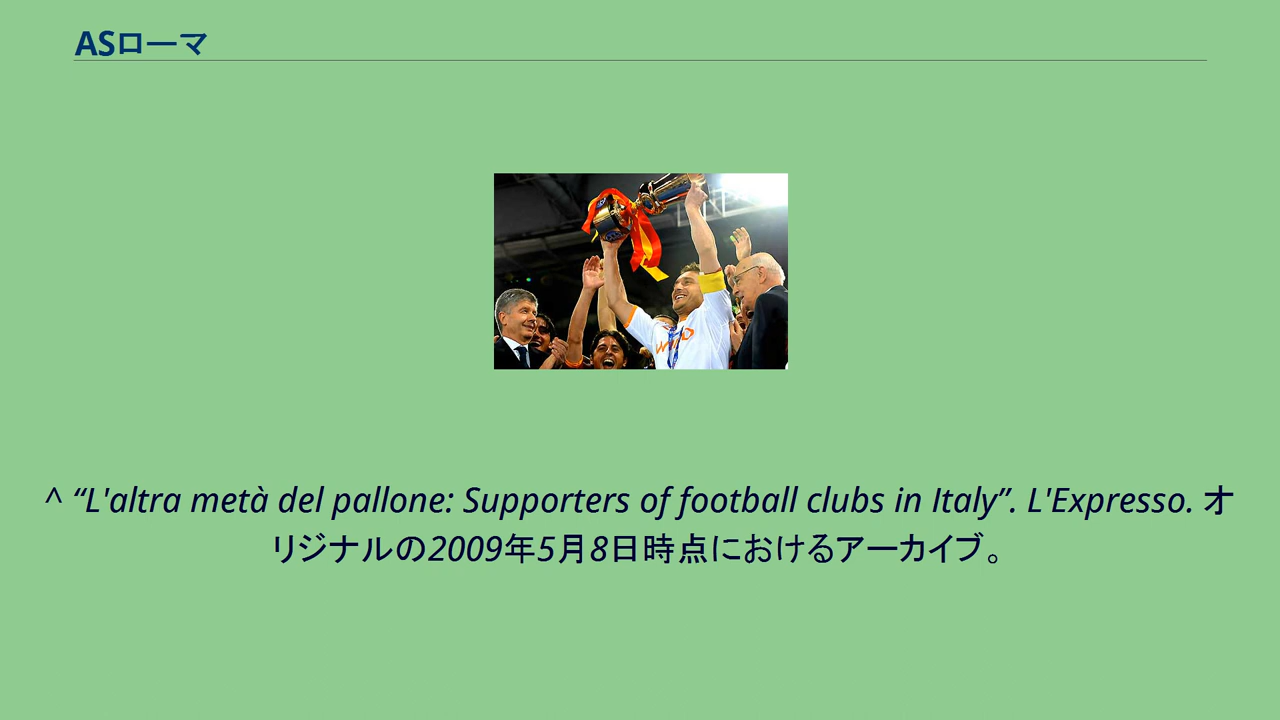 ASローマ
^ “L'altra metà del pallone: Supporters of football clubs in Italy”. L'Expresso. オ
リジナルの2009年5月8日時点におけるアーカイブ。